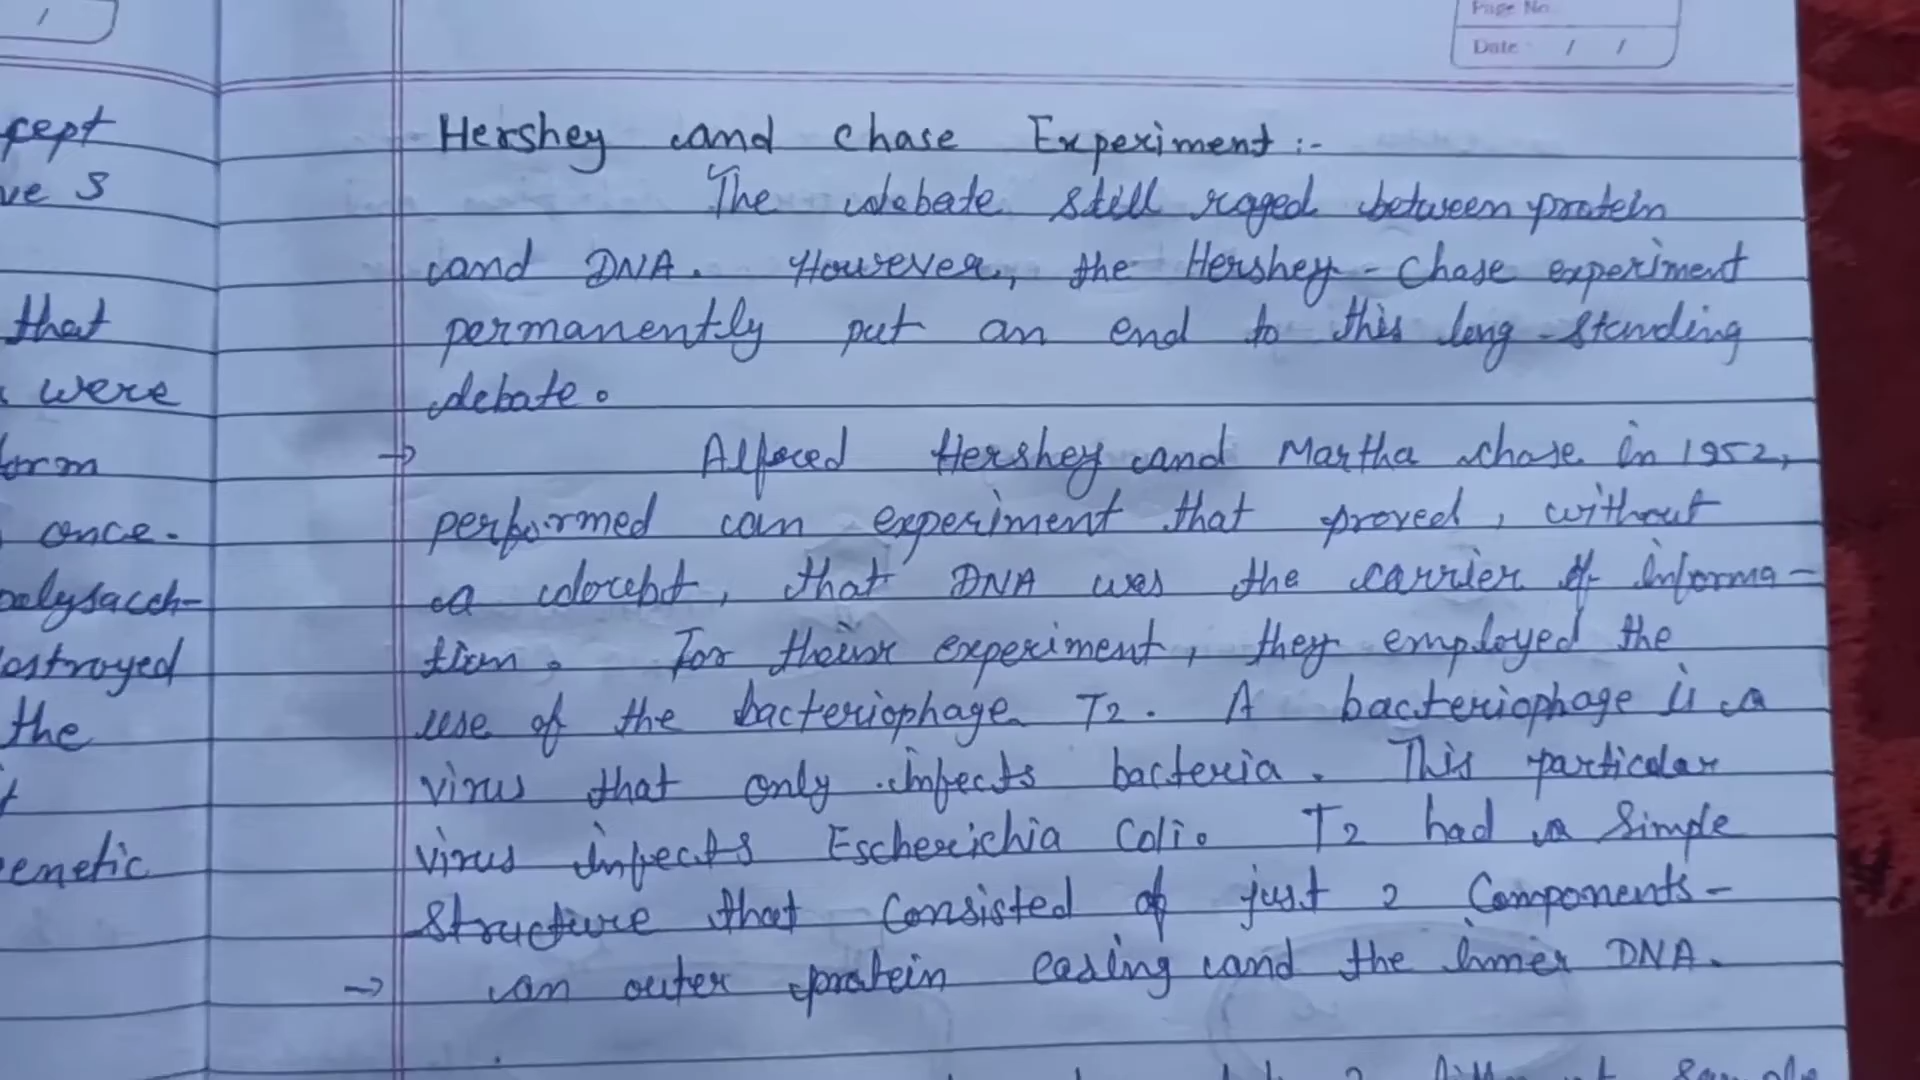 /
Page No.
Date / /
cept
ve s
that
were
once.
polysacch-
estroyed
the
enetic
Hershey and chase Experiment :-
The debate still raged between protein
and DNA. However, the Hershey - Chase experiment
permanently put an end to this long-standing
debate.
→ Alfred Hershey and Martha chase in 1952,
performed an experiment that proved, without
a doubt, that DNA was the carrier of informa-
tion. For their experiment, they employed the
use of the bacteriophage T2. A bacteriophage is a
virus that only infects bacteria. This particular
virus infects Escherichia Coli. T2 had a simple
structure that consisted of just 2 Components-
→ an outer protein casing and the inner DNA.